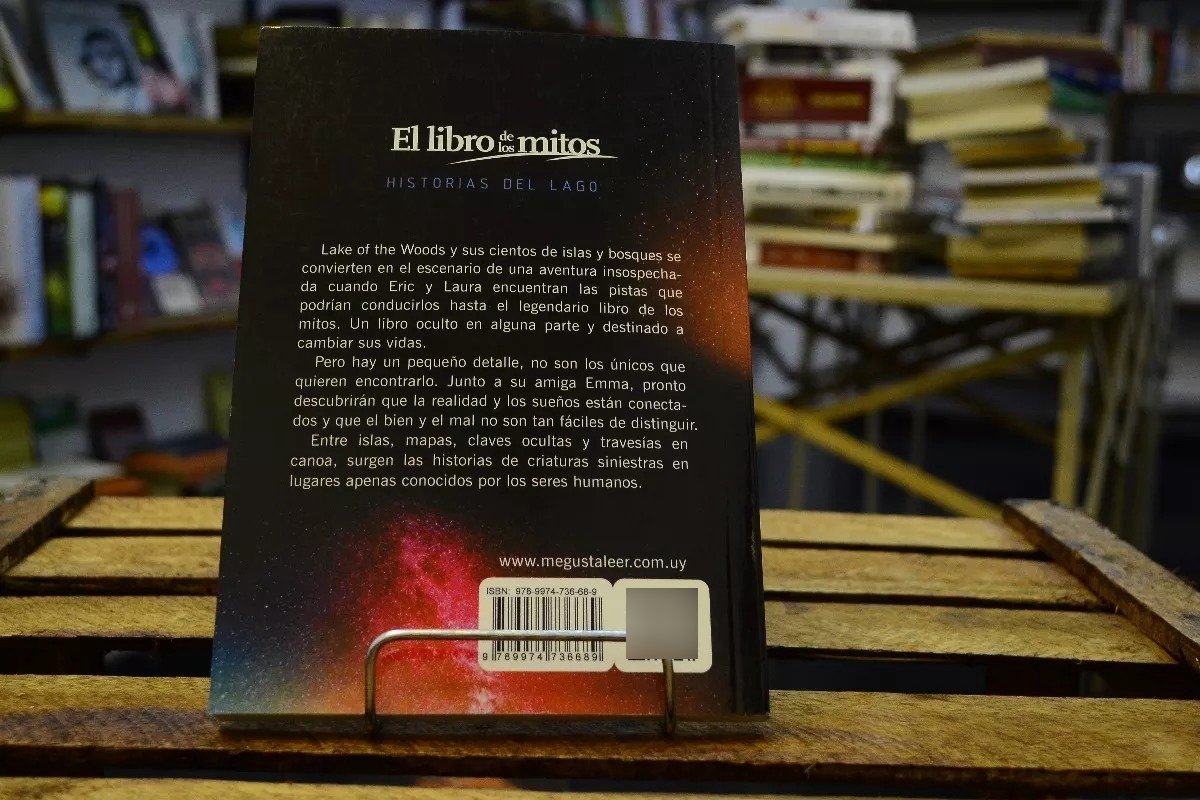 El libro de los mitos
HISTORIAS DEL LAGO
Lake of the Woods y sus cientos de islas y bosques se
convierten en el escenario de una aventura insospecha-
da cuando Eric y Laura encuentran las pistas que
podrían conducirlos hasta el legendario libro de los
mitos. Un libro oculto en alguna parte y destinado a
cambiar sus vidas.
Pero hay un pequeño detalle, no son los únicos que
quieren encontrarlo. Junto a su amiga Emma, pronto
descubrirán que la realidad y los sueños están conecta-
dos y que el bien y el mal no son tan fáciles de distinguir.
Entre islas, mapas, claves ocultas y travesías en
canoa, surgen las historias de criaturas siniestras en
lugares apenas conocidos por los seres humanos.
www.megustaleer.com.uy
ISBN: 978-9974-736-68-9
9 789974 736689